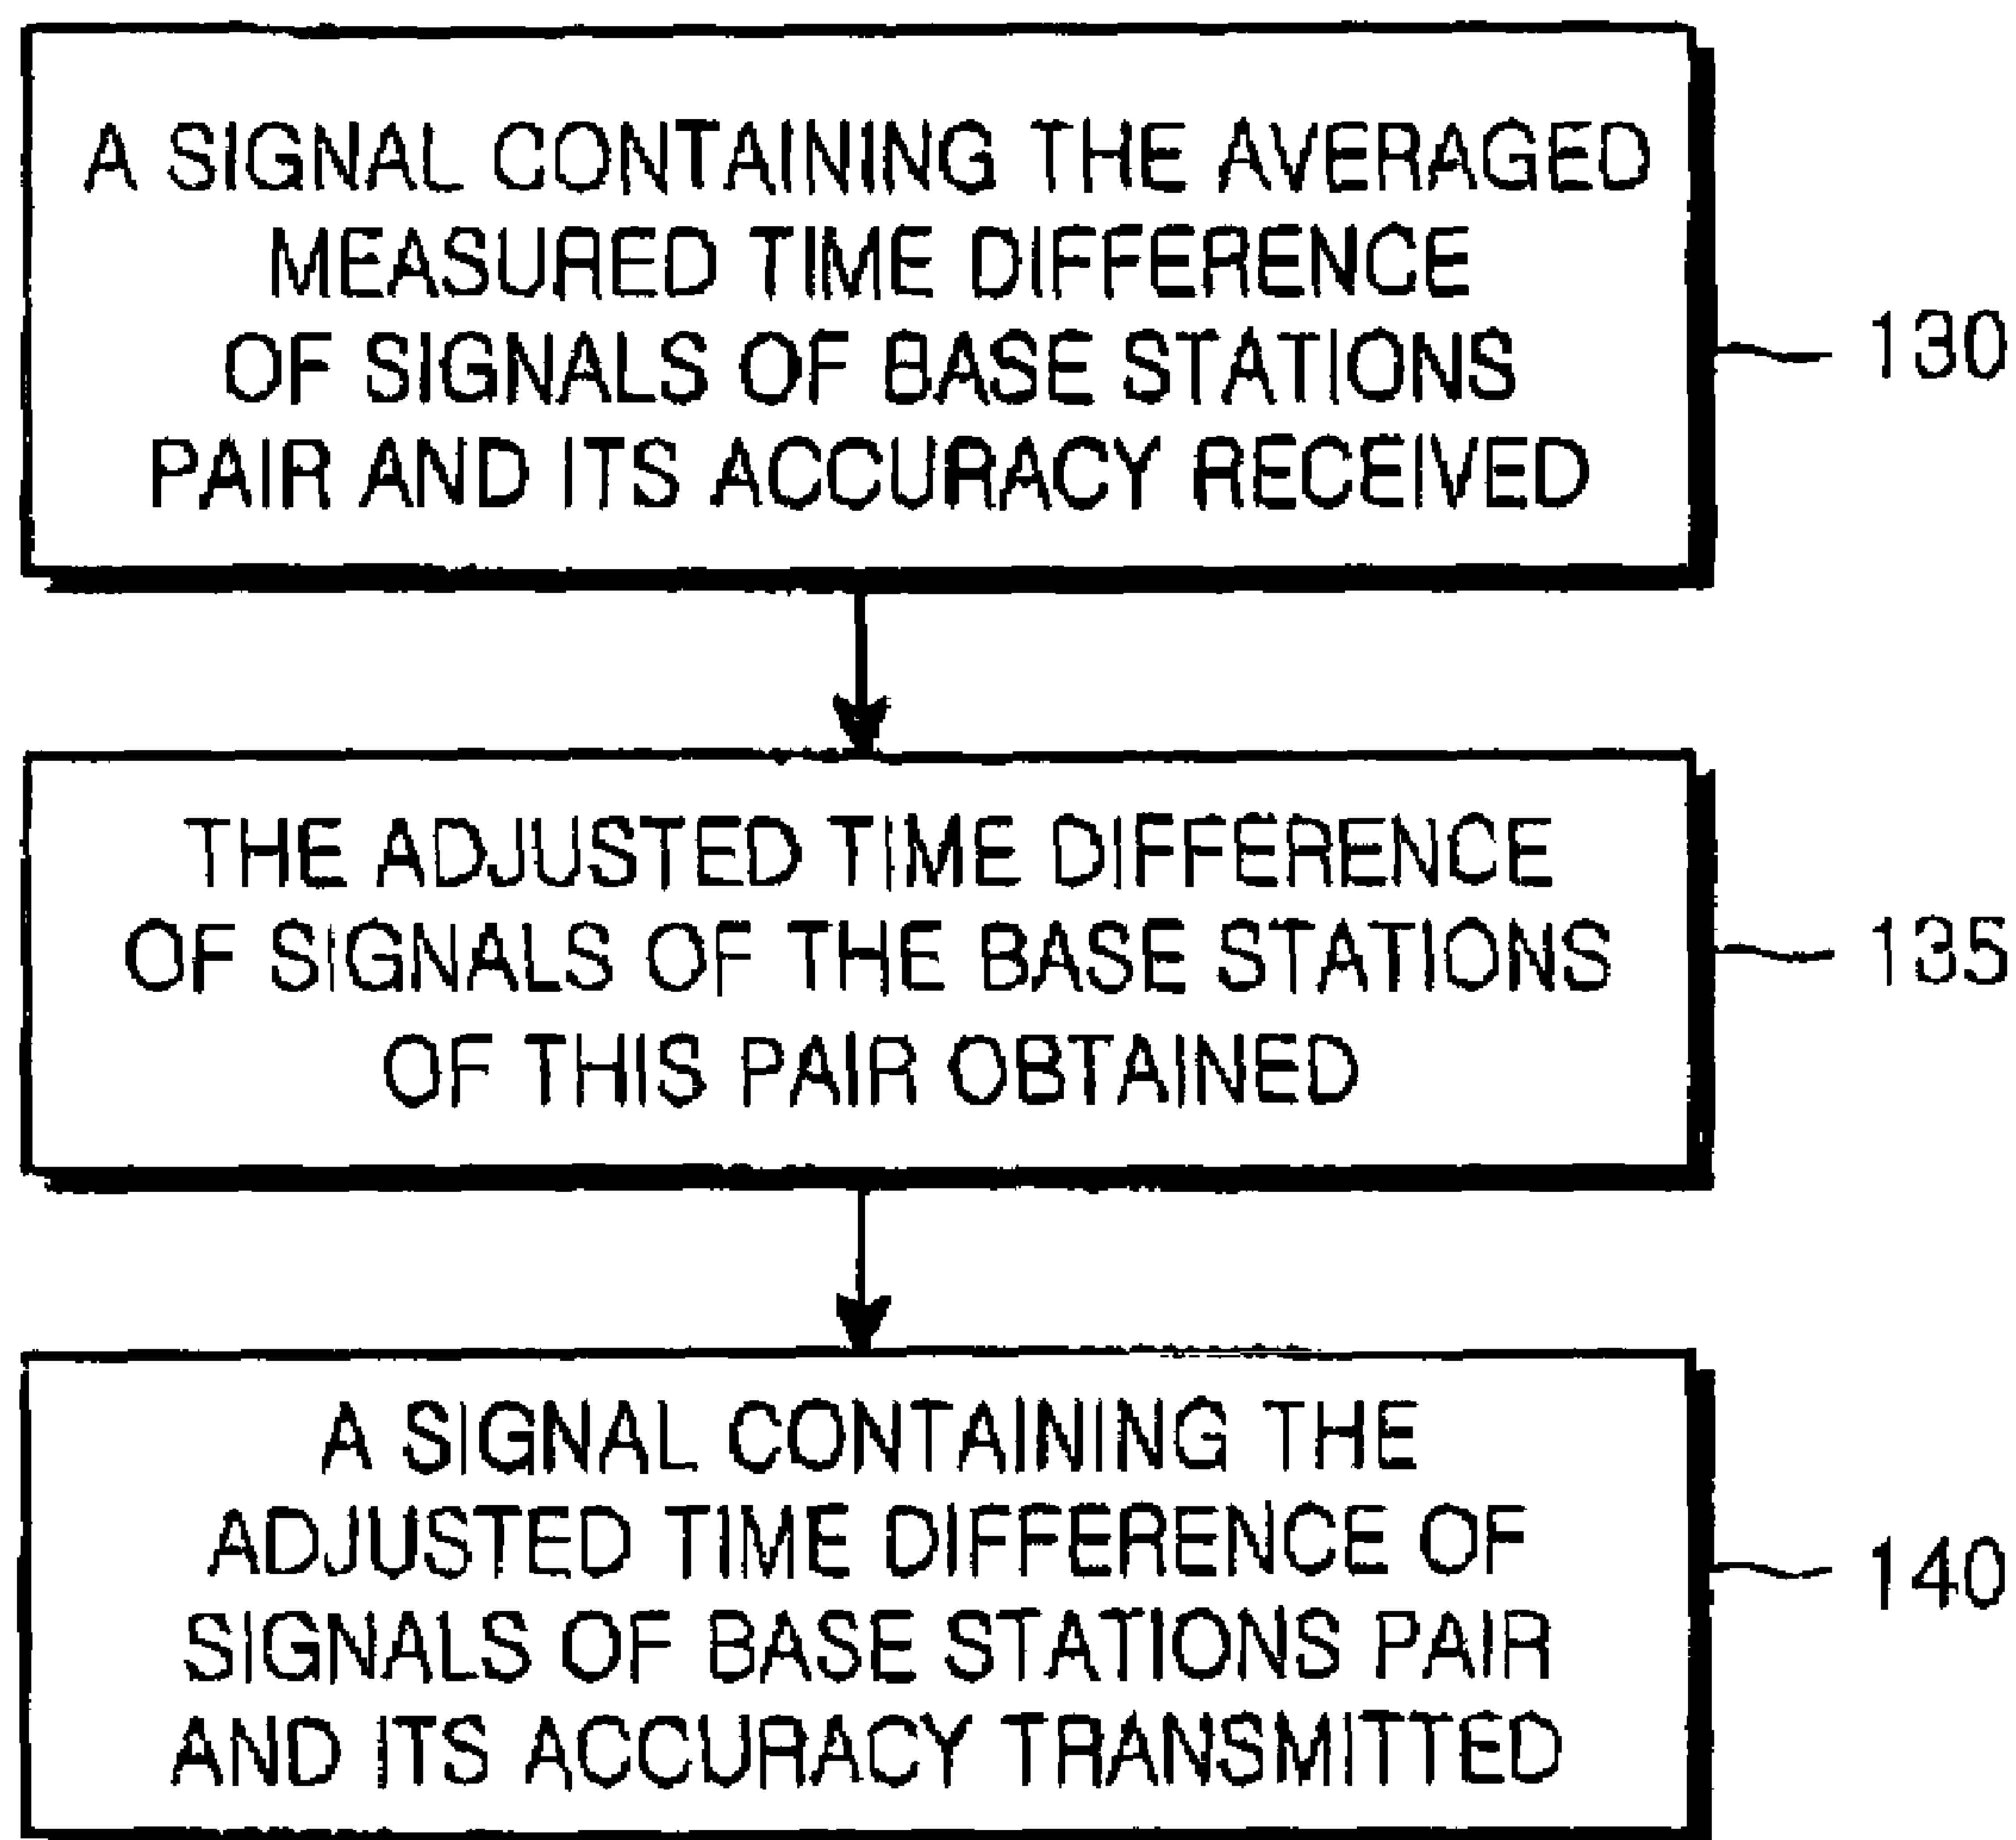 A SIGNAL CONTAINING THE AVERAGED
MEASURED TIME DIFFERENCE
OF SIGNALS OF BASE STATIONS
PAIR AND ITS ACCURACY RECEIVED
130
THE ADJUSTED TIME DIFFERENCE
OF SIGNALS OF THE BASE STATIONS
OF THIS PAIR OBTAINED
135
A SIGNAL CONTAINING THE
ADJUSTED TIME DIFFERENCE OF
SIGNALS OF BASE STATIONS PAIR
AND ITS ACCURACY TRANSMITTED
140